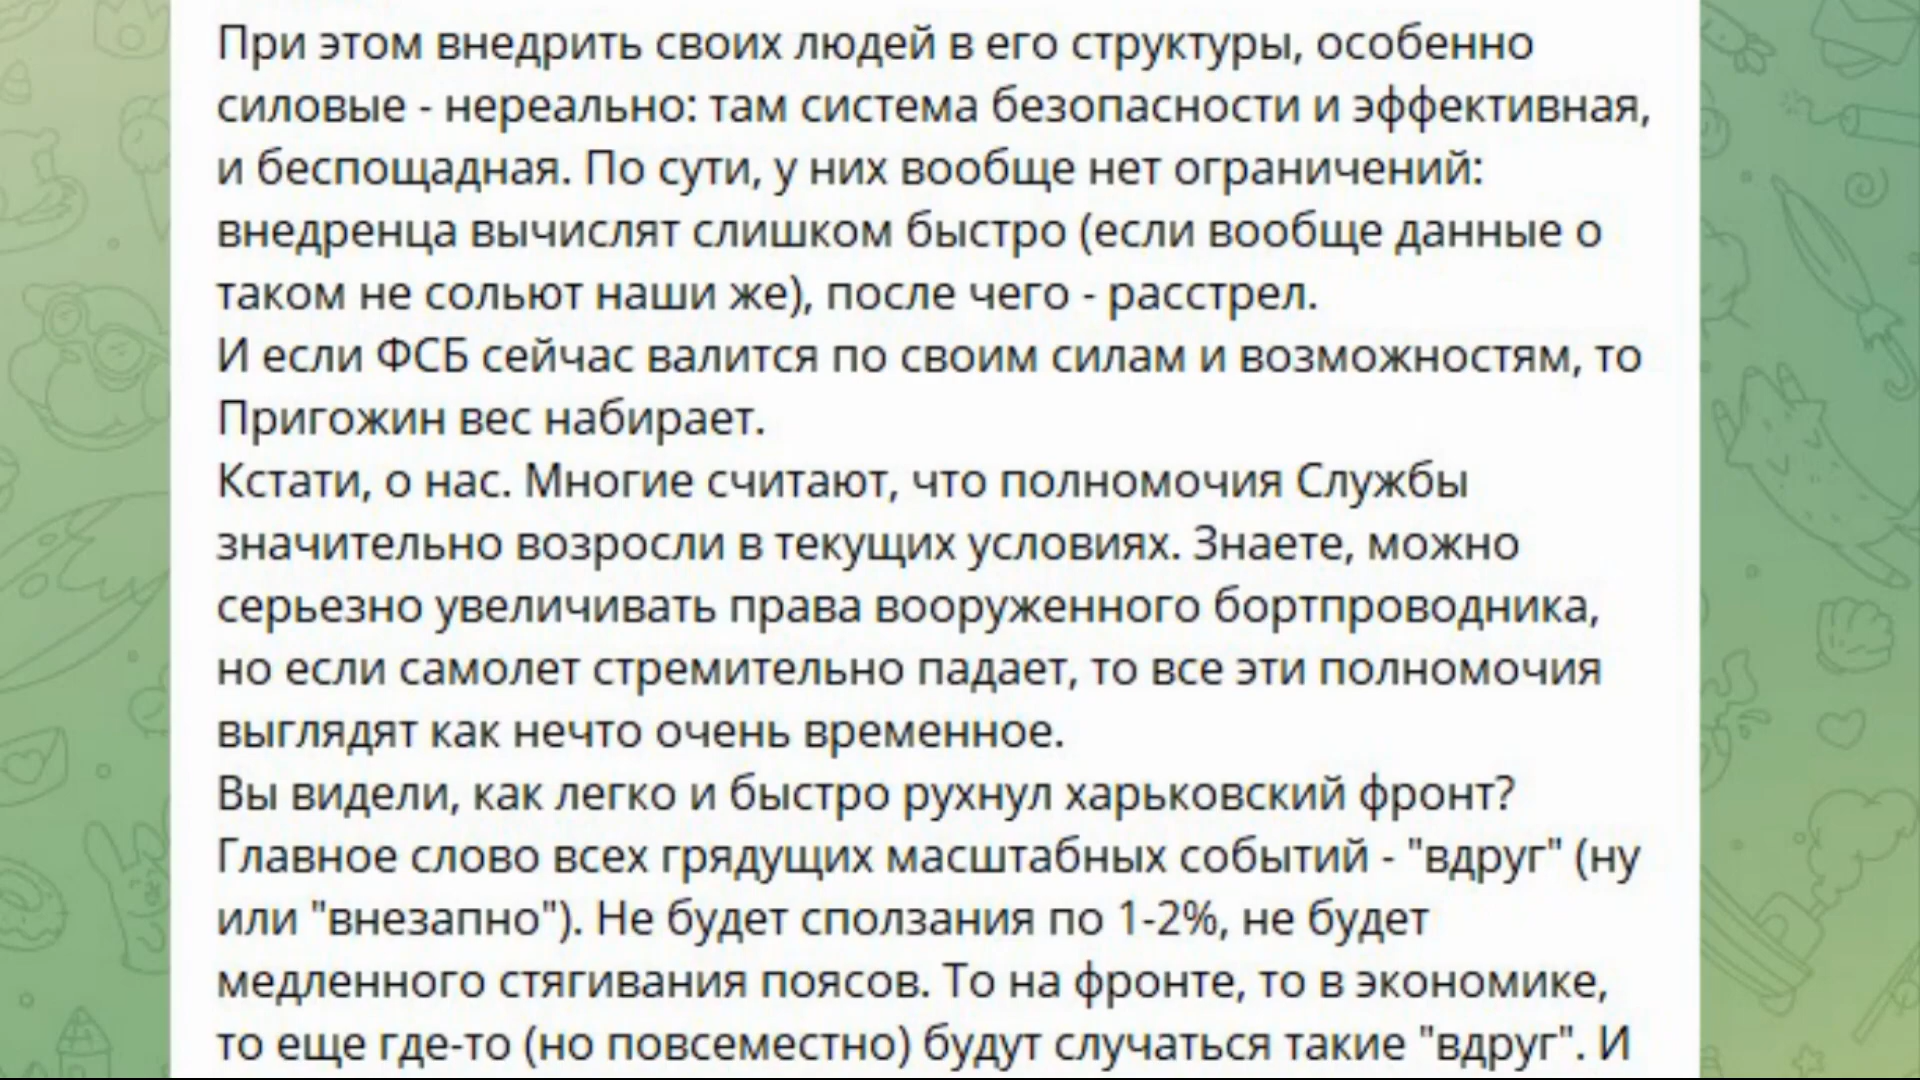 При этом внедрить своих людей в его структуры, особенно
силовые - нереально: там система безопасности и эффективная,
и беспощадная. По сути, у них вообще нет ограничений:
внедренца вычислят слишком быстро (если вообще данные о
таком не сольют наши же), после чего - расстрел.
И если ФСБ сейчас валится по своим силам и возможностям, то
Пригожин вес набирает.
Кстати, о нас. Многие считают, что полномочия Службы
значительно возросли в текущих условиях. Знаете, можно
серьезно увеличивать права вооруженного бортпроводника,
но если самолет стремительно падает, то все эти полномочия
выглядят как нечто очень временное.
Вы видели, как легко и быстро рухнул харьковский фронт?
Главное слово всех грядущих масштабных событий - "вдруг" (ну
или "внезапно"). Не будет сползания по 1-2%, не будет
медленного стягивания поясов. То на фронте, то в экономике,
то еще где-то (но повсеместно) будут случаться такие "вдруг". И